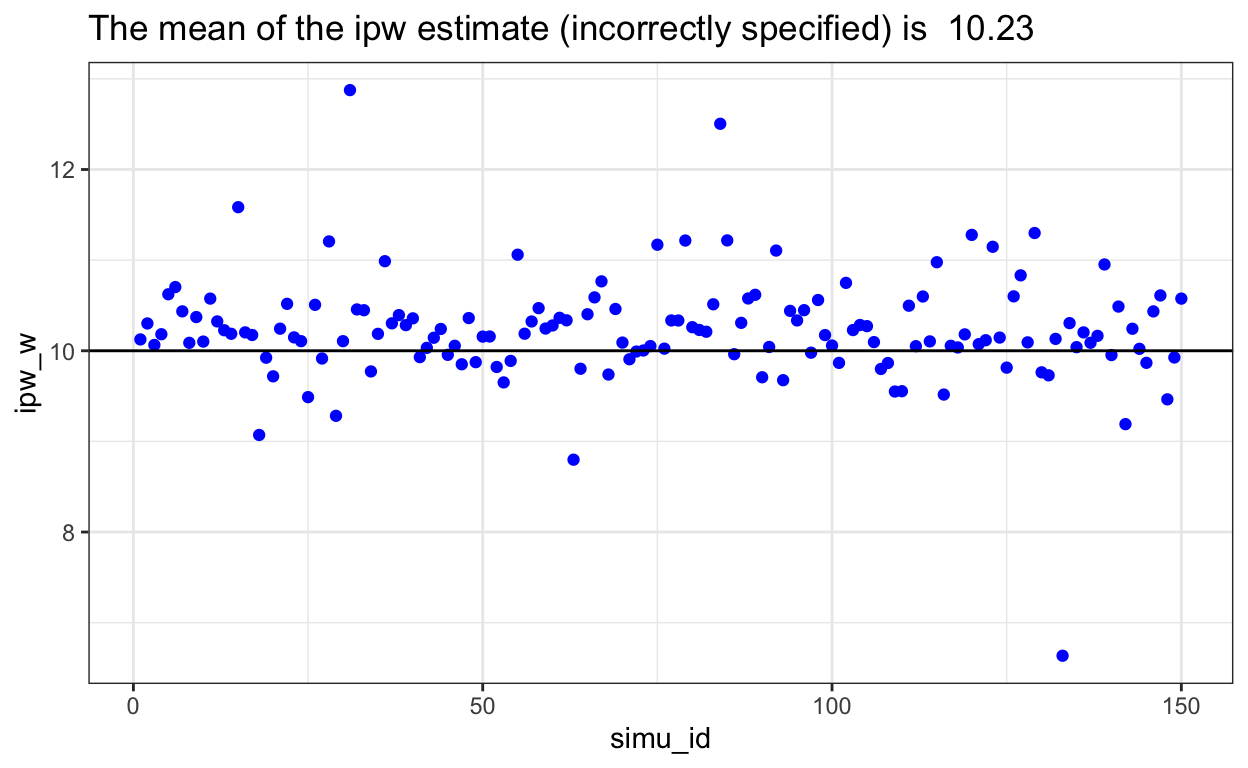 The mean of the ipw estimate (incorrectly specified) is  10.23
ipw_w
12
10
8
0
50
100
150
simu_id